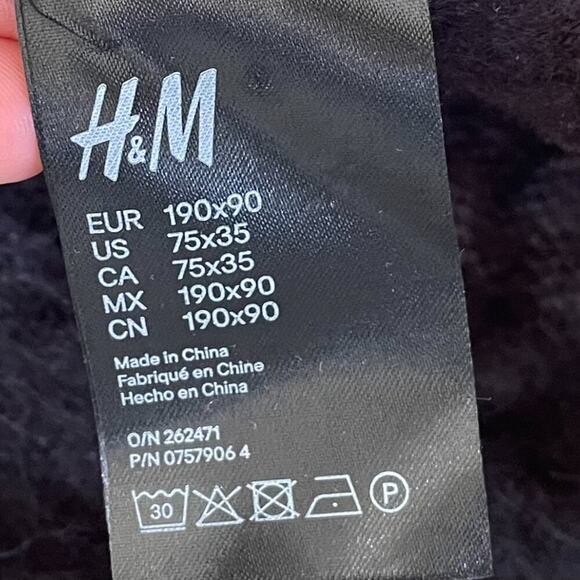 H&M
EUR 190x90
US 75x35
CA 75x35
MX 190x90
CN 190x90
Made in China
Fabriqué en Chine
Hecho en China
O/N 262471
P/N 0757906 4
30 P